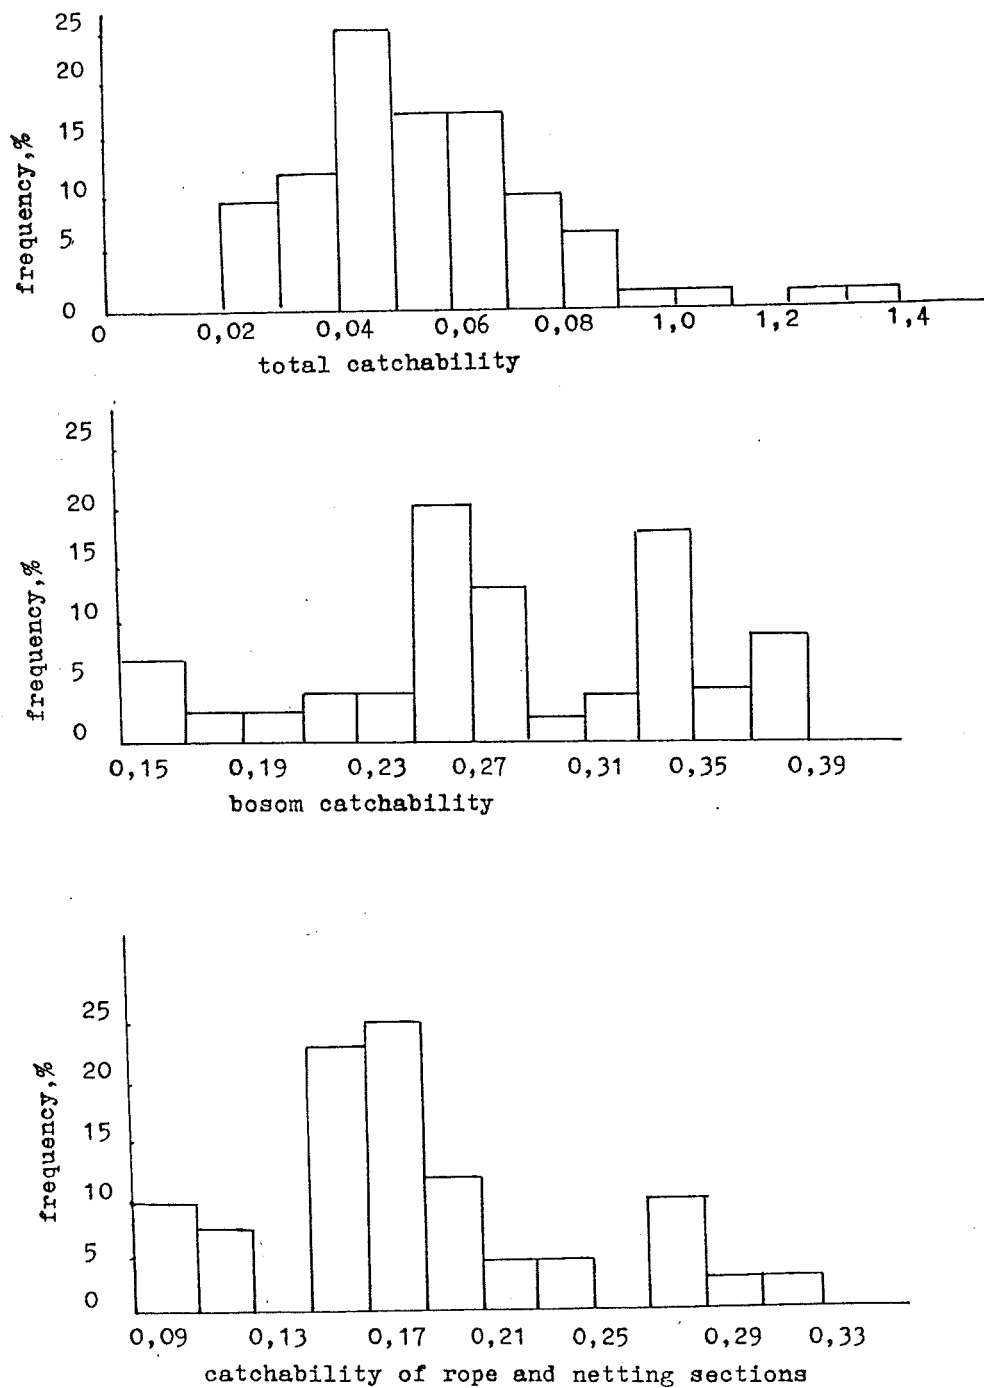 25
20
15
10
5
0
frequency,%
0 0,02 0,04 0,06 0,08 1,0 1,2 1,4
total catchability
25
20
15
10
5
0
frequency,%
0,15 0,19 0,23 0,27 0,31 0,35 0,39
bosom catchability
25
20
15
10
5
0
frequency,%
0,09 0,13 0,17 0,21 0,25 0,29 0,33
catchability of rope and netting sections